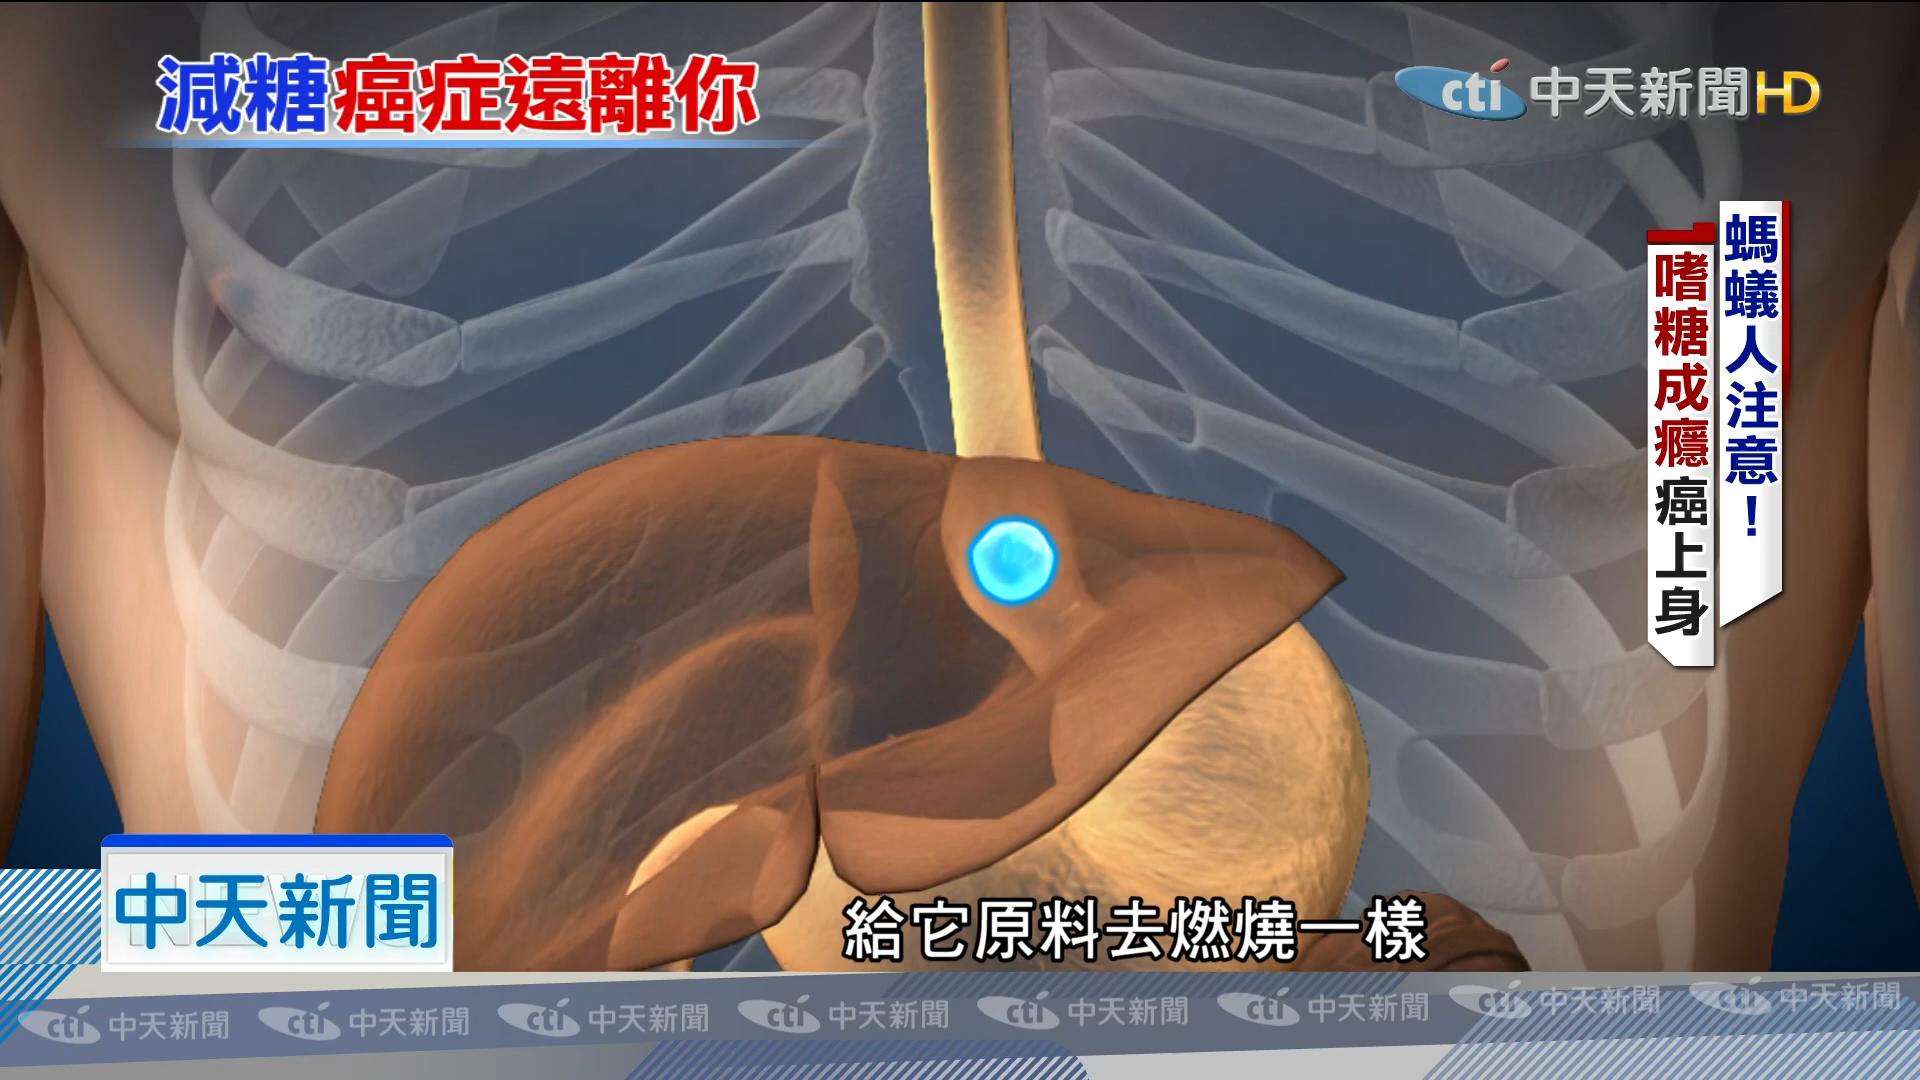 減糖癌症遠離你
cti 中天新聞HD
螞蟻人注意！
嗜糖成癮癌上身
中天新聞
給它原料去燃燒一樣
cti 中天新聞 cti 中天新聞 cti 中天新聞 cti 中天新聞 cti 中天新聞 cti 中天新聞 cti 中天新聞 cti 中天新聞